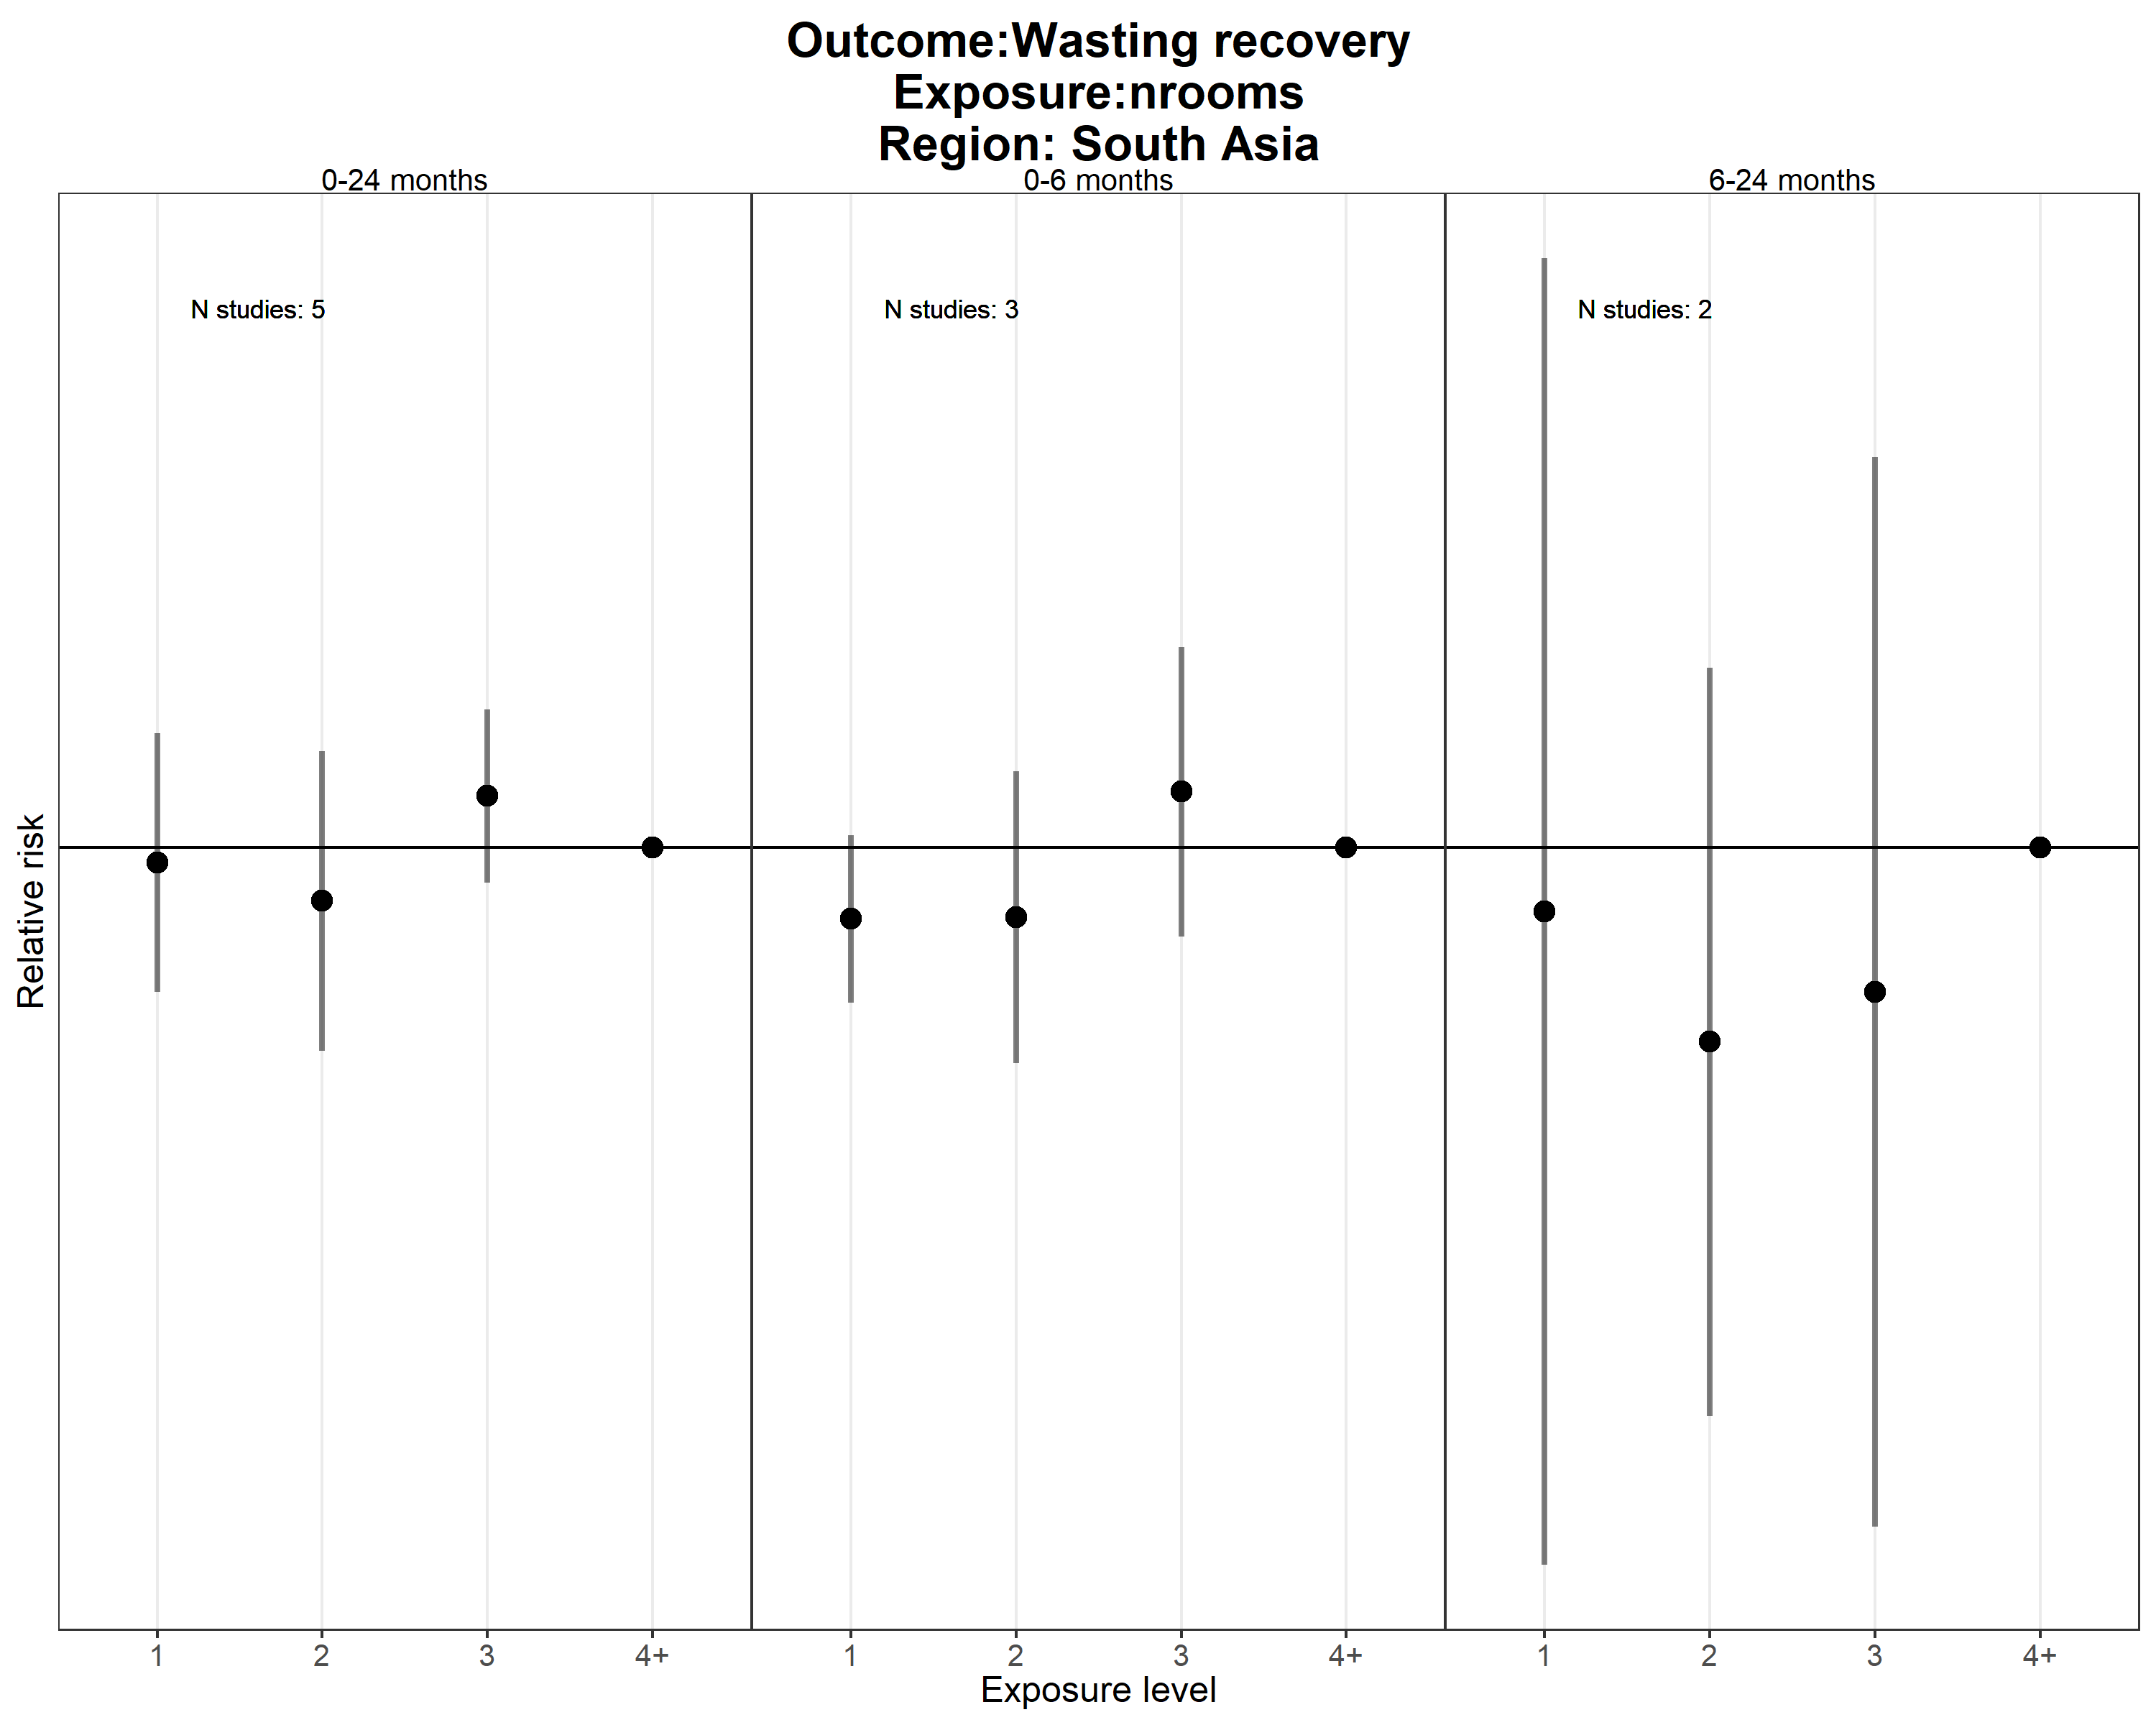 Outcome:Wasting recovery
Exposure:nrooms
Region: South Asia
0-24 months
0-6 months
6-24 months
N studies: 5
N studies: 3
N studies: 2
Relative risk
1 2 3 4+
1 2 3 4+
1 2 3 4+
Exposure level